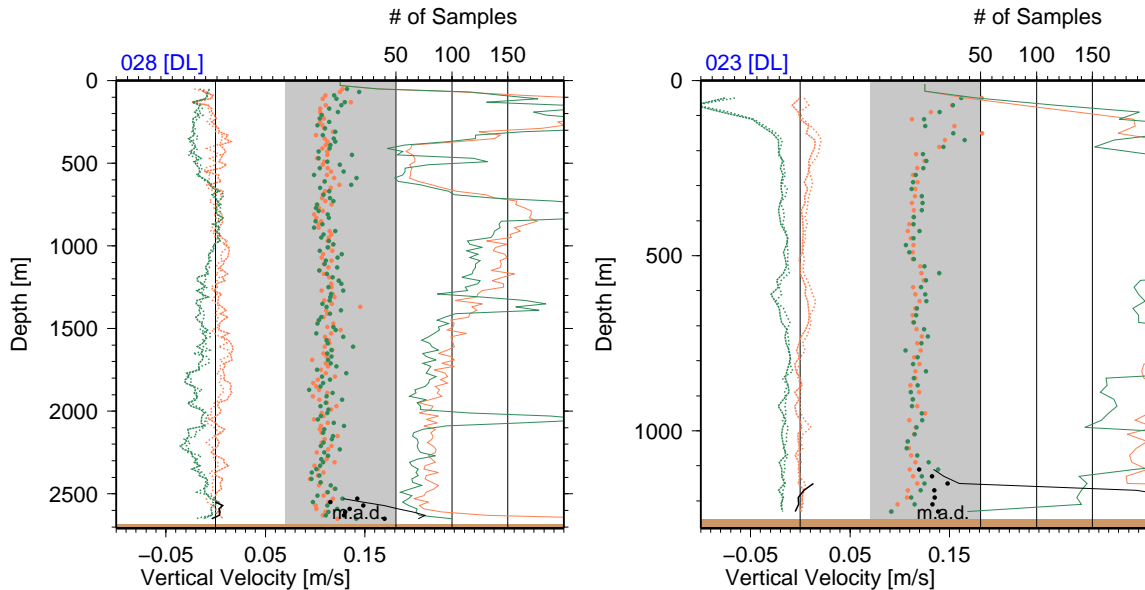 # of Samples
028 [DL]
50 100 150
0
500
1000
1500
2000
2500
Depth [m]
m.a.d.
−0.05 0.05 0.15
Vertical Velocity [m/s]
# of Samples
023 [DL]
50 100 150
0
500
1000
Depth [m]
m.a.d.
−0.05 0.05 0.15
Vertical Velocity [m/s]